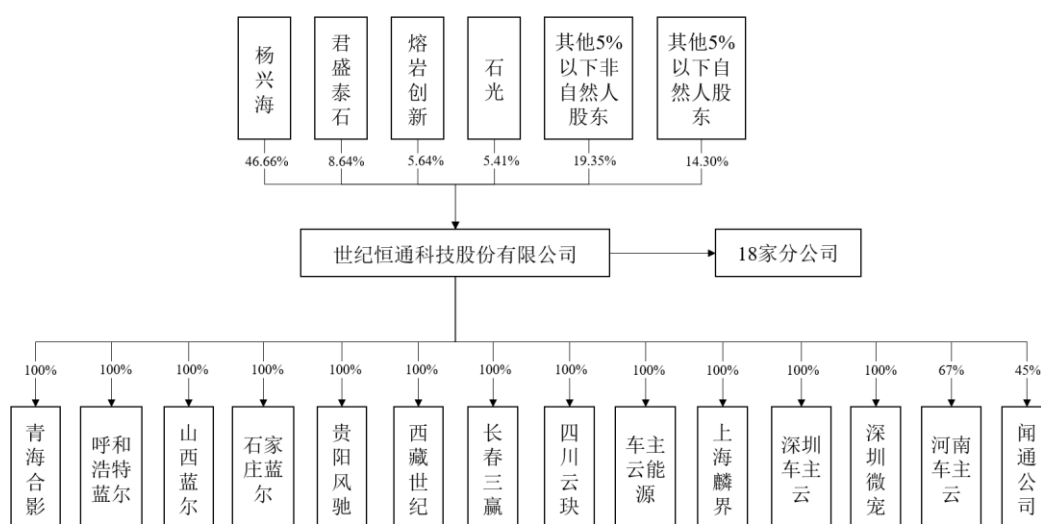 杨兴海
君盛泰石
熔岩创新
石光
其他5%
以下非
自然人
股东
其他5%
以下自
然人股
东
46.66%
8.64%
5.64%
5.41%
19.35%
14.30%
世纪恒通科技股份有限公司
18家分公司
100%
100%
100%
100%
100%
100%
100%
100%
100%
100%
100%
100%
67%
45%
青海合影
呼和
浩特
蓝尔
山西蓝尔
石家
庄蓝
尔
贵阳风驰
西藏世纪
长春三赢
四川云玦
车主
云能
源
上海麟界
深圳
车主
云
深圳微宠
河南
车主
云
闻通公司